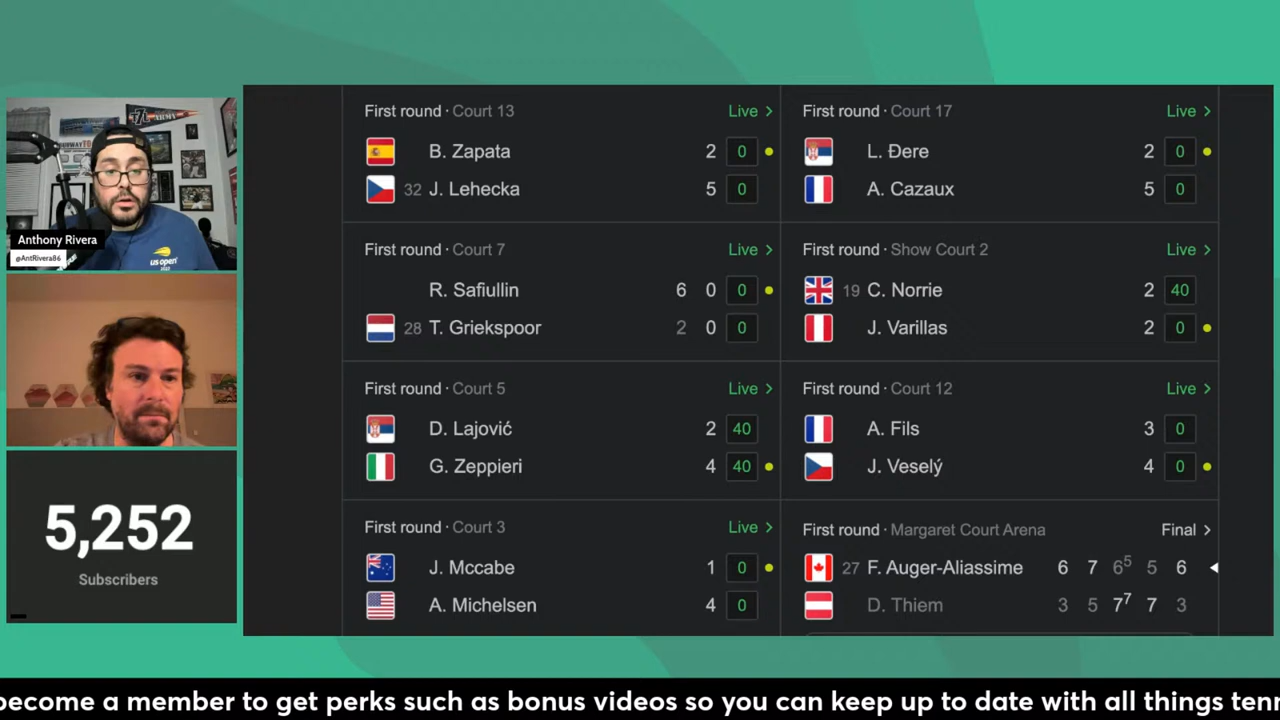 ARMY
Anthony Rivera
@AntRivera86
us open
5,252
Subscribers
First round · Court 13
Live >
B. Zapata 2 0
32 J. Lehecka 5 0
First round · Court 17
Live >
L. Đere 2 0
A. Cazaux 5 0
First round · Court 7
Live >
R. Safiullin 6 0 0
28 T. Griekspoor 2 0 0
First round · Show Court 2
Live >
19 C. Norrie 2 40
J. Varillas 2 0
First round · Court 5
Live >
D. Lajović 2 40
G. Zeppieri 4 40
First round · Court 12
Live >
A. Fils 3 0
J. Veselý 4 0
First round · Court 3
Live >
J. Mccabe 1 0
A. Michelsen 4 0
First round · Margaret Court Arena
Final >
27 F. Auger-Aliassime 6 7 6⁵ 5 6
D. Thiem 3 5 7⁷ 7 3
become a member to get perks such as bonus videos so you can keep up to date with all things tenn